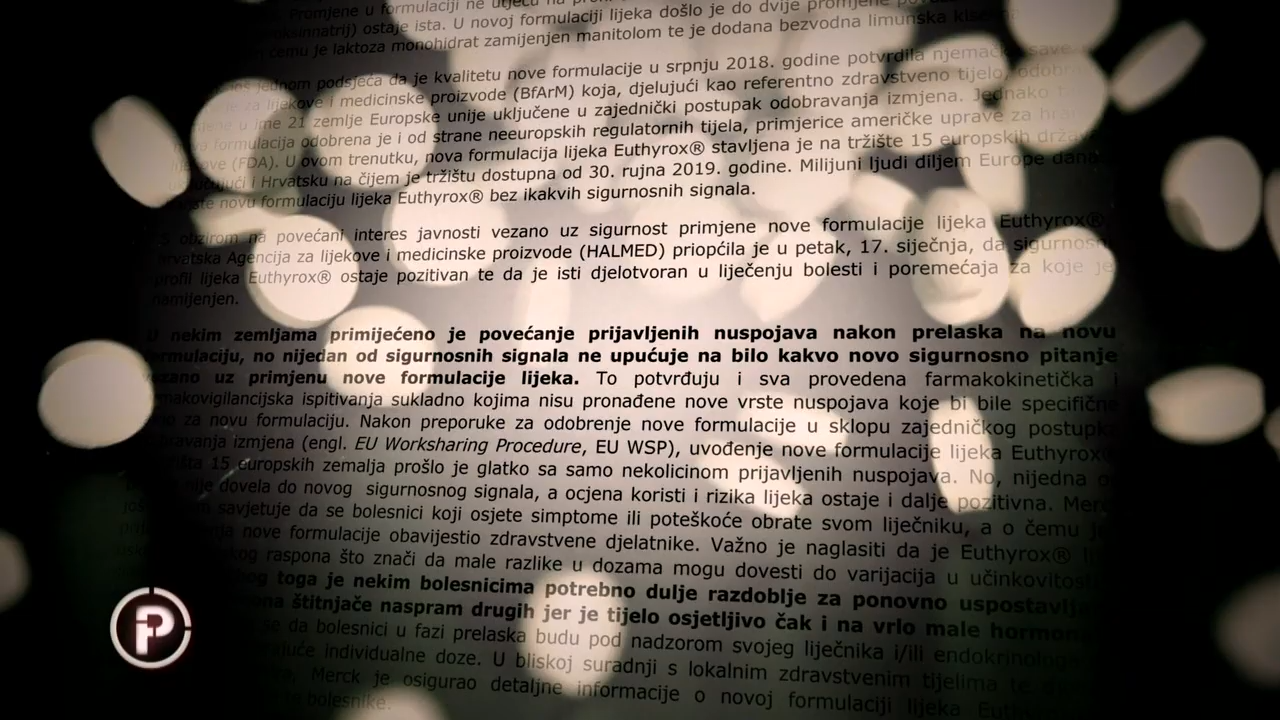 Promjene u formulaciji ne utječu na
ostaje ista. U novoj formulaciji lijeka došlo je do dvije promjene
čemu je laktoza monohidrat zamijenjen manitolom te je dodana bezvodna limunska
jednom podsjeća da je kvalitetu nove formulacije u srpnju 2018. godine potvrdila
lijekove i medicinske proizvode (BfArM) koja, djelujući kao referentno zdravstveno tijelo,
u ime 21 zemlje Europske unije uključene u zajednički postupak odobravanja izmjena. Jednako
formulacija odobrena je i od strane neeuropskih regulatornih tijela, primjerice američke uprave za
(FDA). U ovom trenutku, nova formulacija lijeka Euthyrox® stavljena je na tržište 15 europskih
i Hrvatsku na čijem je tržištu dostupna od 30. rujna 2019. godine. Milijuni ljudi diljem Europe
novu formulaciju lijeka Euthyrox® bez ikakvih sigurnosnih signala.
S obzirom na povećani interes javnosti vezano uz sigurnost primjene nove formulacije lijeka Euthyrox®
Hrvatska Agencija za lijekove i medicinske proizvode (HALMED) priopćila je u petak, 17. siječnja, da
profil lijeka Euthyrox® ostaje pozitivan te da je isti djelotvoran u liječenju bolesti i poremećaja za koje je
namijenjen.
U nekim zemljama primijećeno je povećanje prijavljenih nuspojava nakon prelaska na novu
formulaciju, no nijedan od sigurnosnih signala ne upućuje na bilo kakvo novo sigurnosno pitanje
vezano uz primjenu nove formulacije lijeka. To potvrđuju i sva provedena farmakokinetička i
ispitivanja sukladno kojima nisu pronađene nove vrste nuspojava koje bi bile specifične
za novu formulaciju. Nakon preporuke za odobrenje nove formulacije u sklopu zajedničkog
izmjena (engl. EU Worksharing Procedure, EU WSP), uvođenje nove formulacije lijeka
15 europskih zemalja prošlo je glatko sa samo nekolicinom prijavljenih nuspojava. No, nijedna
nije dovela do novog sigurnosnog signala, a ocjena koristi i rizika lijeka ostaje i dalje pozitivna.
savjetuje da se bolesnici koji osjete simptome ili poteškoće obrate svom liječniku, a o čemu je
nove formulacije obavijestio zdravstvene djelatnike. Važno je naglasiti da je Euthyrox®
raspona što znači da male razlike u dozama mogu dovesti do varijacija u
toga je nekim bolesnicima potrebno dulje razdoblje za ponovno
štitnjače naspram drugih jer je tijelo osjetljivo čak i na vrlo male
se da bolesnici u fazi prelaska budu pod nadzorom svojeg liječnika i/ili
individualne doze. U bliskoj suradnji s lokalnim zdravstvenim tijelima te
Merck je osigurao detaljne informacije o novoj formulaciji lijeka
bolesnike.
P